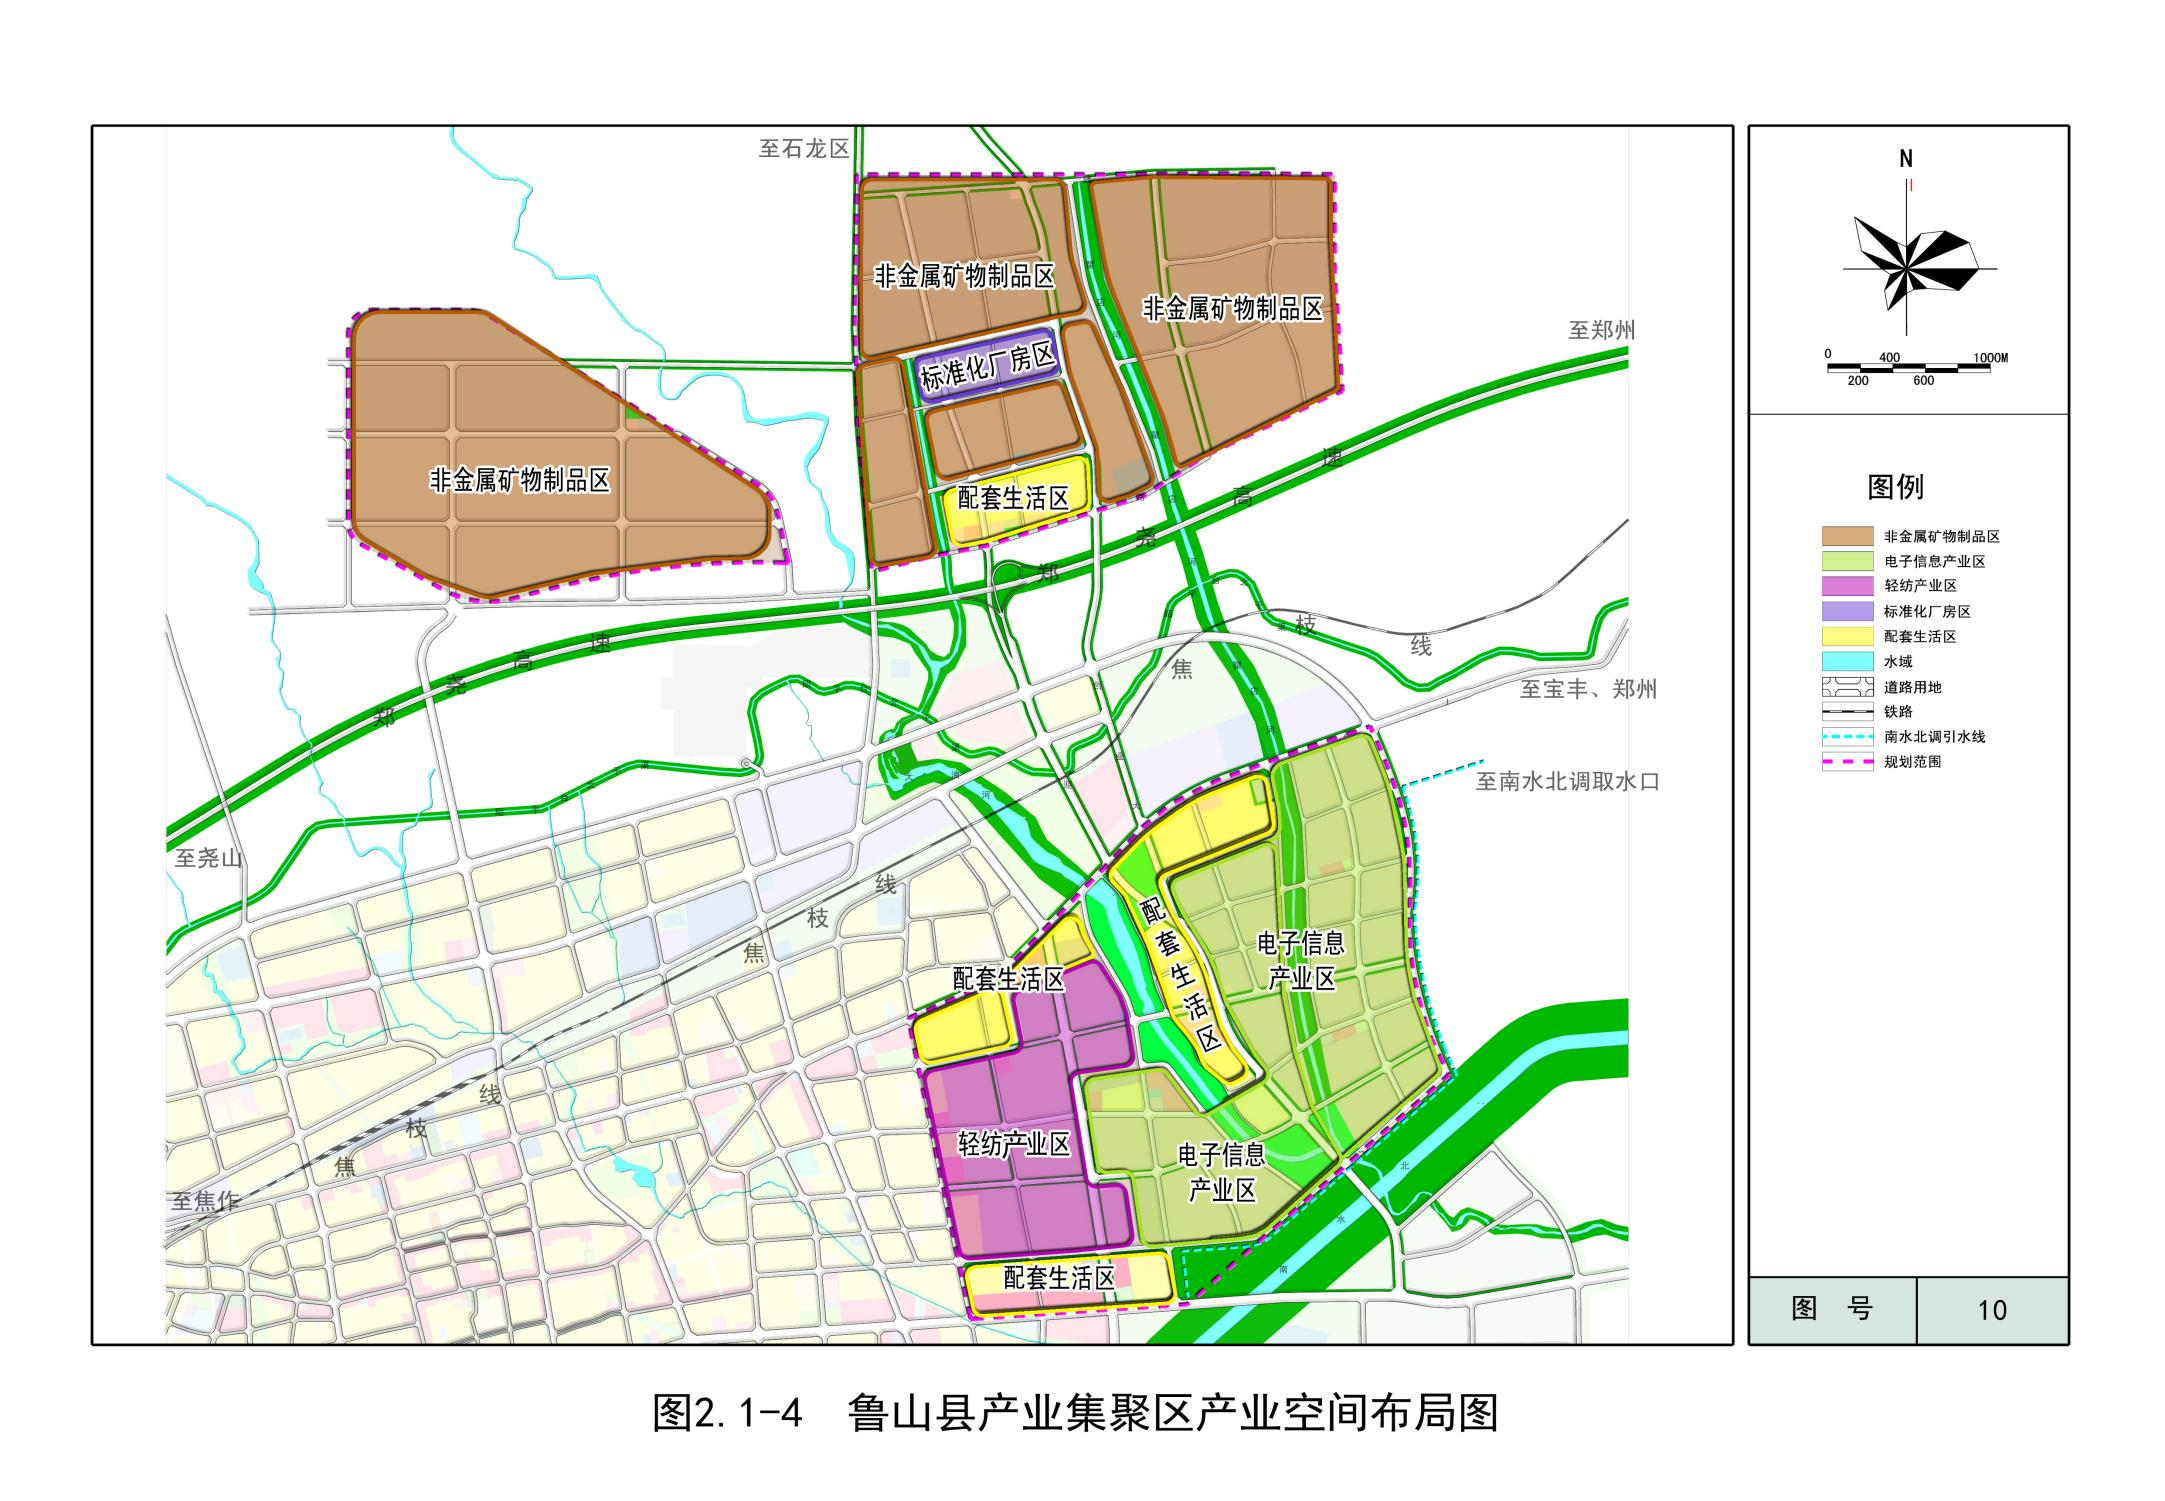 至石龙区
非金属矿物制品区
非金属矿物制品区
标准化厂房区
至郑州
非金属矿物制品区
配套生活区
郑
尧
高
速
郑
尧
高
速
焦
枝
线
至宝丰、郑州
至南水北调取水口
至尧山
焦
枝
线
配
套
生
活
区
电子信息
产业区
配套生活区
焦
枝
线
轻纺产业区
电子信息
产业区
至焦作
配套生活区
南
水
北
N
0 400 1000M
200 600
图例
非金属矿物制品区
电子信息产业区
轻纺产业区
标准化厂房区
配套生活区
水域
道路用地
铁路
南水北调引水线
规划范围
图 号 10
图2.1-4 鲁山县产业集聚区产业空间布局图